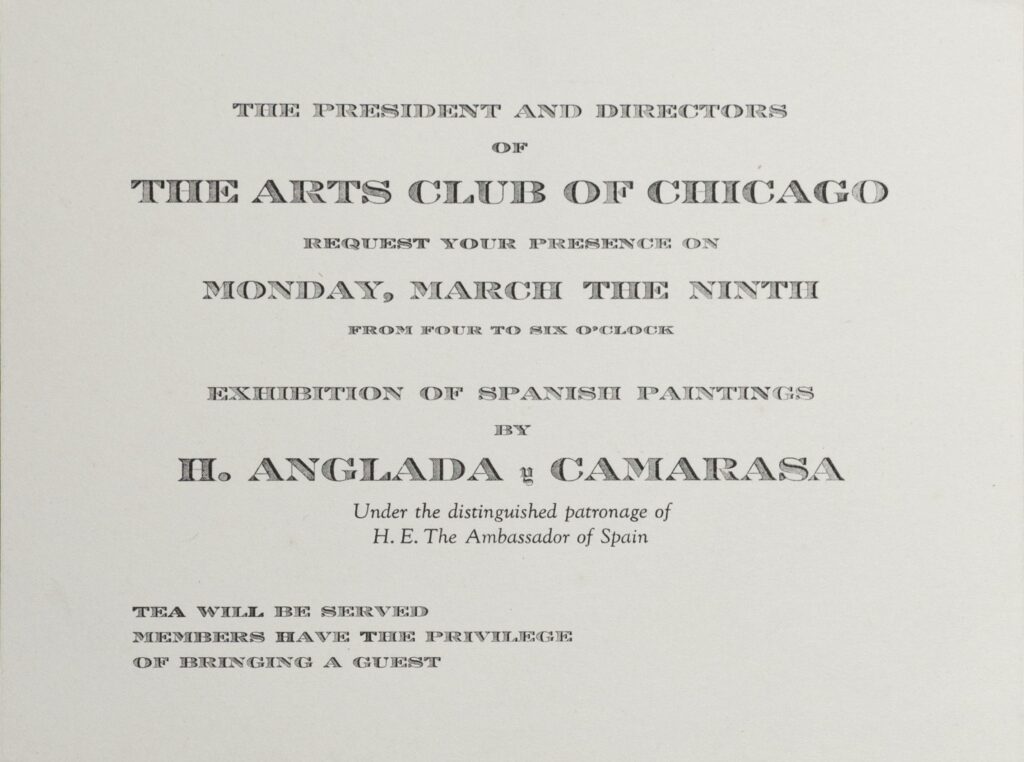 THE PRESIDENT AND DIRECTORS
OF
THE ARTS CLUB OF CHICAGO
REQUEST YOUR PRESENCE ON
MONDAY, MARCH THE NINTH
FROM FOUR TO SIX O'CLOCK
EXHIBITION OF SPANISH PAINTINGS
BY
H. ANGLADA y CAMARASA
Under the distinguished patronage of
H. E. The Ambassador of Spain
TEA WILL BE SERVED
MEMBERS HAVE THE PRIVILEGE
OF BRINGING A GUEST